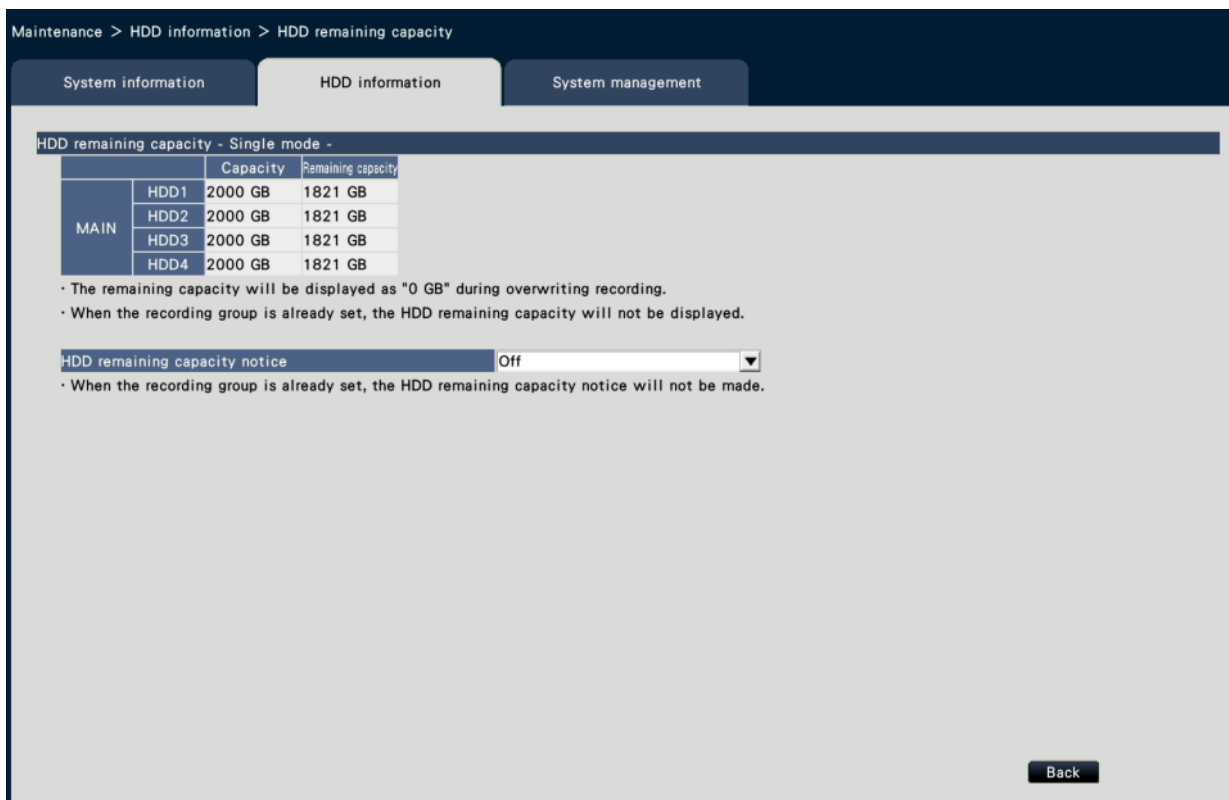 Maintenance > HDD information > HDD remaining capacity
System information HDD information System management
HDD remaining capacity - Single mode -
Capacity Remaining capacity
MAIN
HDD1 2000 GB 1821 GB
HDD2 2000 GB 1821 GB
HDD3 2000 GB 1821 GB
HDD4 2000 GB 1821 GB
· The remaining capacity will be displayed as "0 GB" during overwriting recording.
· When the recording group is already set, the HDD remaining capacity will not be displayed.
HDD remaining capacity notice Off
· When the recording group is already set, the HDD remaining capacity notice will not be made.
Back